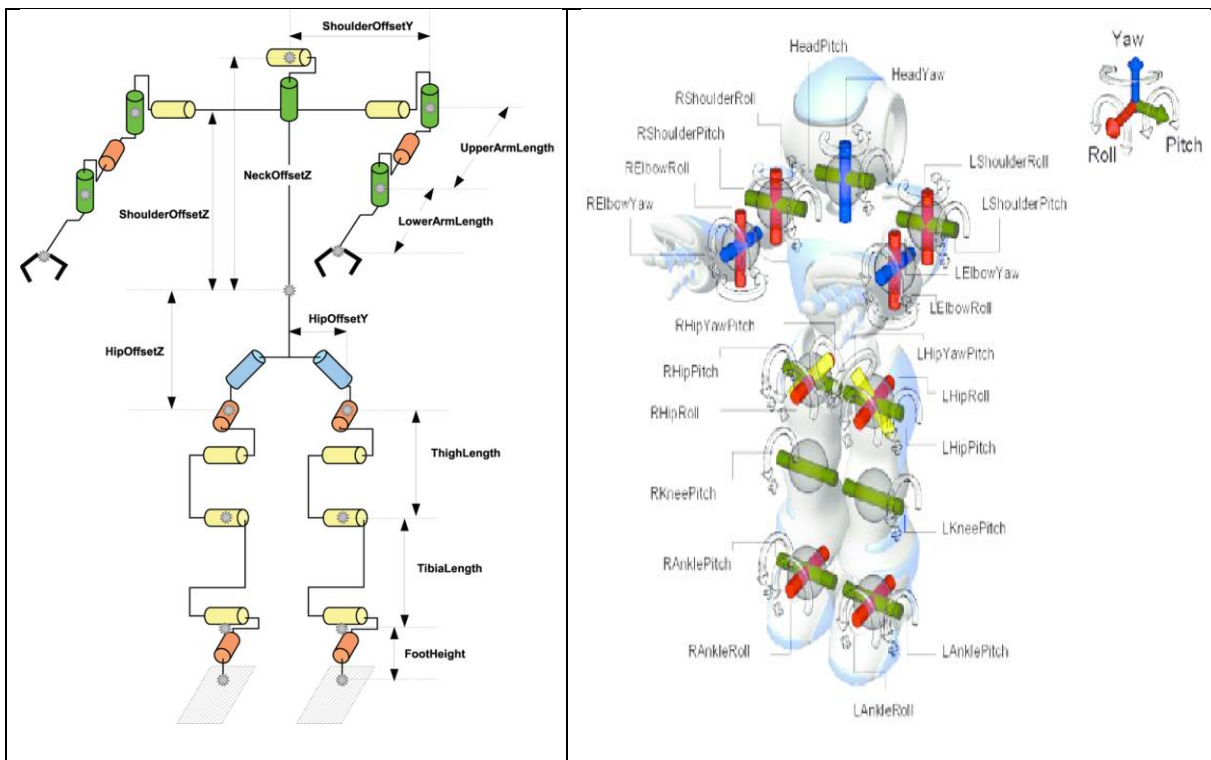 ShoulderOffsetY
UpperArmLength
NeckOffsetZ
ShoulderOffsetZ
LowerArmLength
HipOffsetY
HipOffsetZ
ThighLength
TibiaLength
FootHeight
HeadPitch
HeadYaw
RShoulderRoll
RShoulderPitch
RElbowRoll
RElbowYaw
Yaw
Roll
Pitch
LShoulderRoll
LShoulderPitch
LElbowYaw
LElbowRoll
RHipYawPitch
LHipYawPitch
RHipPitch
LHipRoll
RHipRoll
LHipPitch
RKneePitch
LKneePitch
RAnklePitch
RAnkleRoll
LAnklePitch
LAnkleRoll